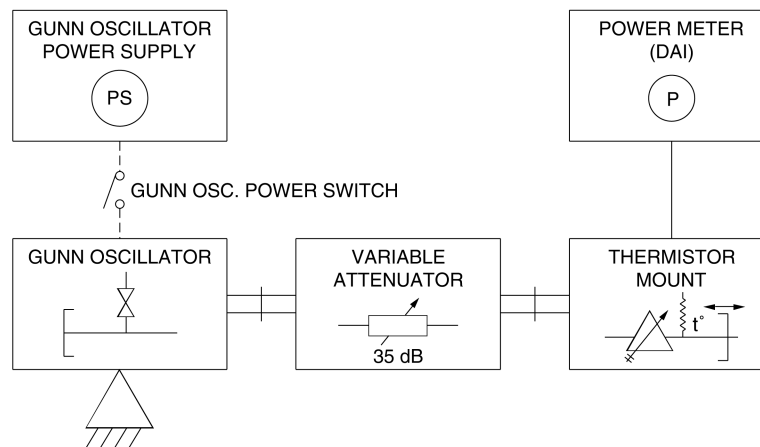 GUNN OSCILLATOR
POWER SUPPLY
PS
POWER METER
(DAI)
P
GUNN OSC. POWER SWITCH
GUNN OSCILLATOR
VARIABLE
ATTENUATOR
35 dB
THERMISTOR
MOUNT
t°